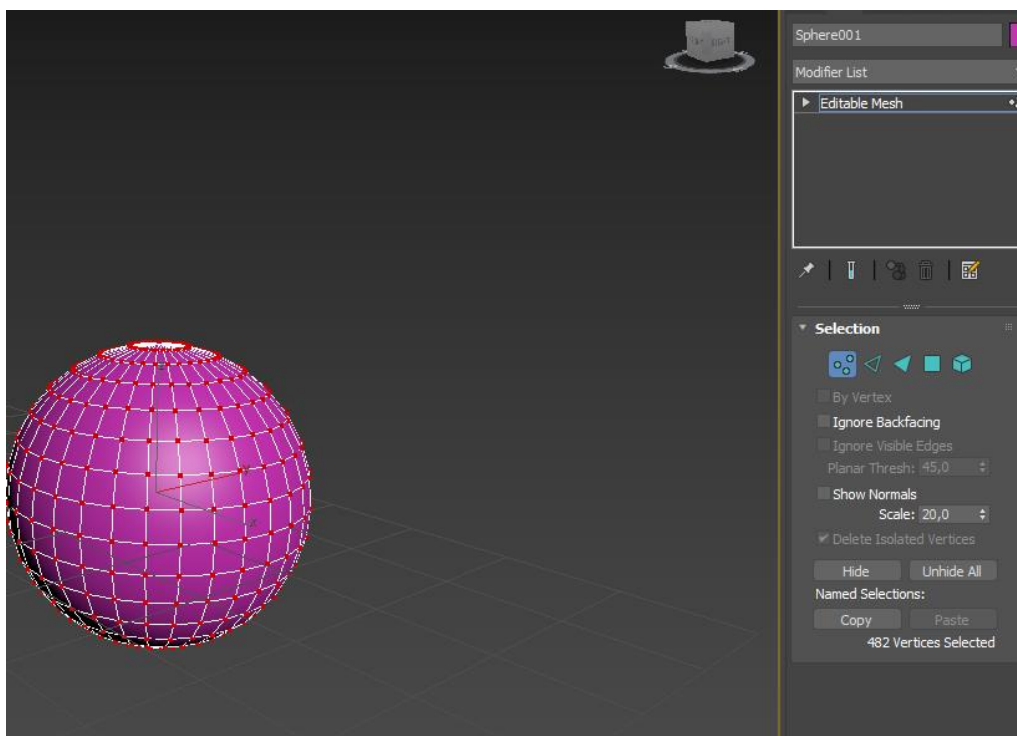 Sphere001
Modifier List
Editable Mesh
Selection
By Vertex
Ignore Backfacing
Ignore Visible Edges
Planar Thresh: 45,0
Show Normals
Scale: 20,0
Delete Isolated Vertices
Hide Unhide All
Named Selections:
Copy Paste
482 Vertices Selected